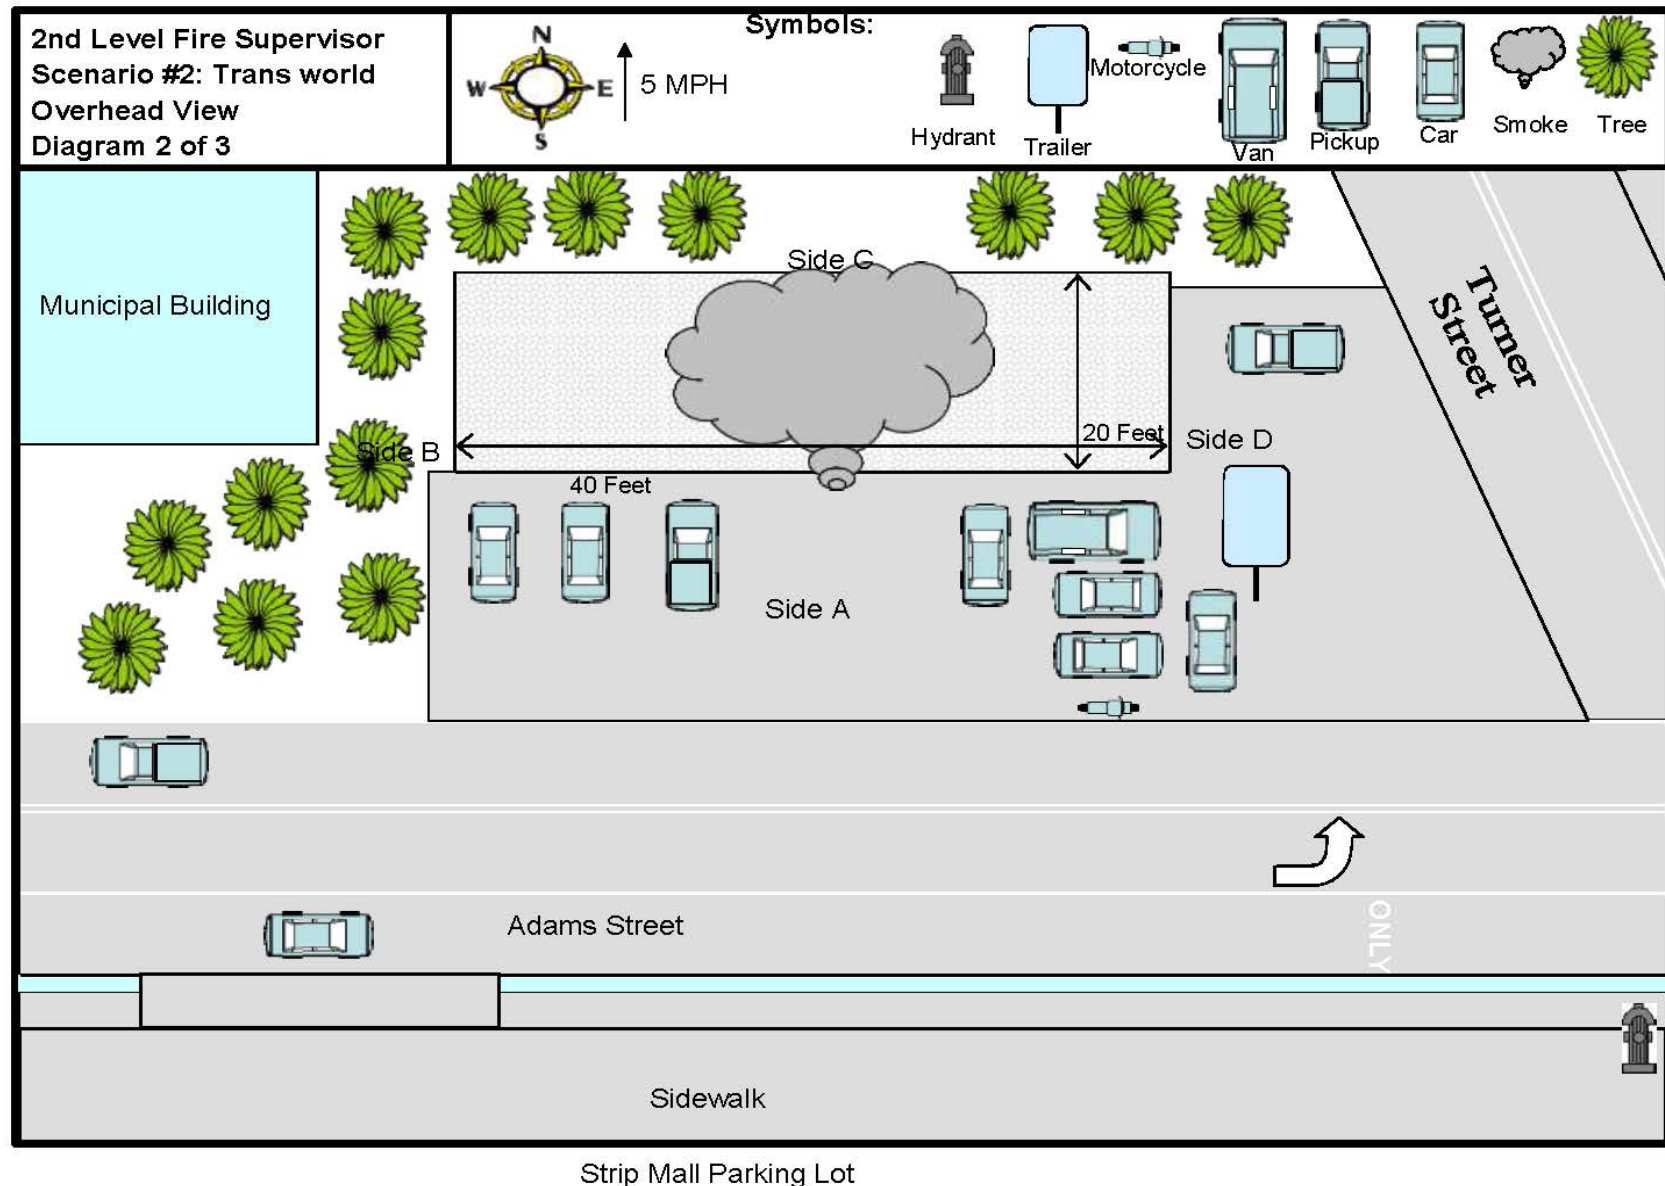 2nd Level Fire Supervisor
Scenario #2: Trans world
Overhead View
Diagram 2 of 3
N
W
E
S
5 MPH
Symbols:
Hydrant
Trailer
Motorcycle
Van
Pickup
Car
Smoke
Tree
Municipal Building
Side C
Turner
Street
Side B
20 Feet
Side D
40 Feet
Side A
Adams Street
ONLY
Sidewalk
Strip Mall Parking Lot